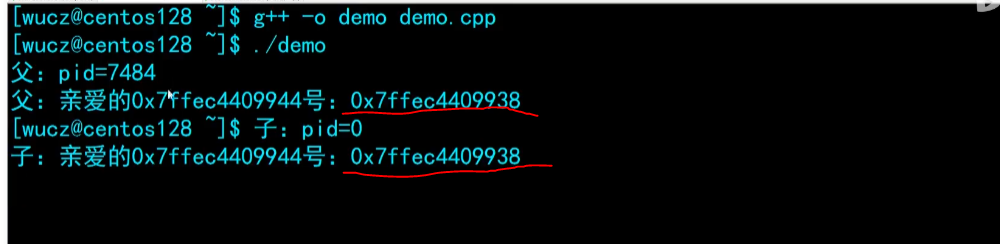 [wucz@centos128 ~]$ g++ -o demo demo.cpp
[wucz@centos128 ~]$ ./demo
父：pid=7484
父：亲爱的0x7ffec4409944号：0x7ffec4409938
[wucz@centos128 ~]$ 子：pid=0
子：亲爱的0x7ffec4409944号：0x7ffec4409938